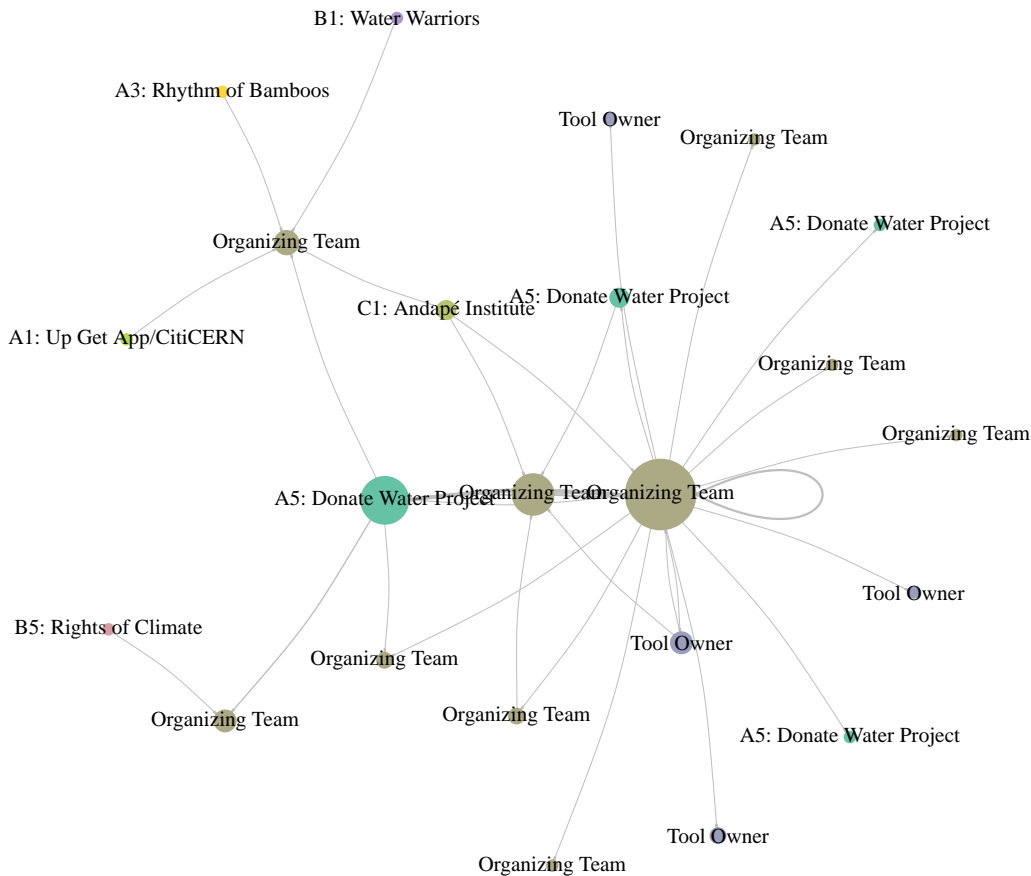 B1: Water Warriors
A3: Rhythm of Bamboos
Tool Owner
Organizing Team
A5: Donate Water Project
Organizing Team
C1: Andapé Institute
A5: Donate Water Project
A1: Up Get App/CitiCERN
Organizing Team
Organizing Team
A5: Donate Water Project
Organizing Team
Organizing Team
Tool Owner
B5: Rights of Climate
Tool Owner
Organizing Team
Organizing Team
Organizing Team
A5: Donate Water Project
Tool Owner
Organizing Team